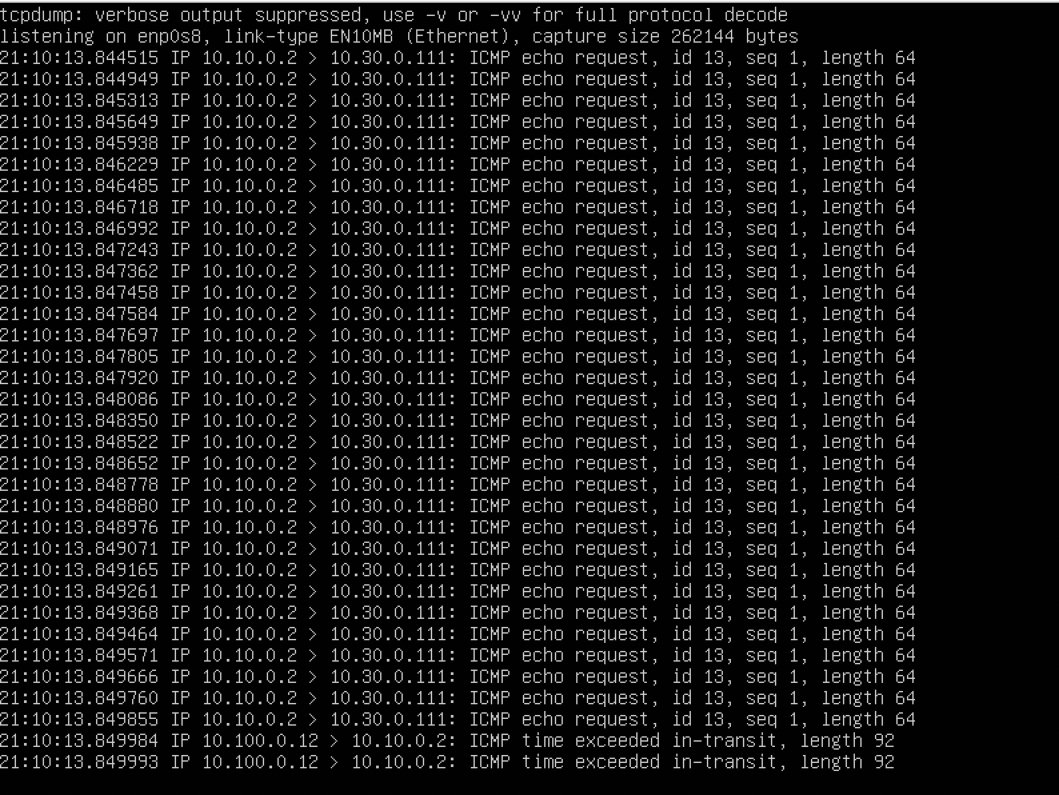 tcpdump: verbose output suppressed, use -v or -vv for full protocol decode
listening on enp0s8, link-type EN10MB (Ethernet), capture size 262144 bytes
21:10:13.844515 IP 10.10.0.2 > 10.30.0.111: ICMP echo request, id 13, seq 1, length 64
21:10:13.844949 IP 10.10.0.2 > 10.30.0.111: ICMP echo request, id 13, seq 1, length 64
21:10:13.845313 IP 10.10.0.2 > 10.30.0.111: ICMP echo request, id 13, seq 1, length 64
21:10:13.845649 IP 10.10.0.2 > 10.30.0.111: ICMP echo request, id 13, seq 1, length 64
21:10:13.845938 IP 10.10.0.2 > 10.30.0.111: ICMP echo request, id 13, seq 1, length 64
21:10:13.846229 IP 10.10.0.2 > 10.30.0.111: ICMP echo request, id 13, seq 1, length 64
21:10:13.846485 IP 10.10.0.2 > 10.30.0.111: ICMP echo request, id 13, seq 1, length 64
21:10:13.846718 IP 10.10.0.2 > 10.30.0.111: ICMP echo request, id 13, seq 1, length 64
21:10:13.846992 IP 10.10.0.2 > 10.30.0.111: ICMP echo request, id 13, seq 1, length 64
21:10:13.847243 IP 10.10.0.2 > 10.30.0.111: ICMP echo request, id 13, seq 1, length 64
21:10:13.847362 IP 10.10.0.2 > 10.30.0.111: ICMP echo request, id 13, seq 1, length 64
21:10:13.847458 IP 10.10.0.2 > 10.30.0.111: ICMP echo request, id 13, seq 1, length 64
21:10:13.847584 IP 10.10.0.2 > 10.30.0.111: ICMP echo request, id 13, seq 1, length 64
21:10:13.847697 IP 10.10.0.2 > 10.30.0.111: ICMP echo request, id 13, seq 1, length 64
21:10:13.847805 IP 10.10.0.2 > 10.30.0.111: ICMP echo request, id 13, seq 1, length 64
21:10:13.847920 IP 10.10.0.2 > 10.30.0.111: ICMP echo request, id 13, seq 1, length 64
21:10:13.848086 IP 10.10.0.2 > 10.30.0.111: ICMP echo request, id 13, seq 1, length 64
21:10:13.848350 IP 10.10.0.2 > 10.30.0.111: ICMP echo request, id 13, seq 1, length 64
21:10:13.848522 IP 10.10.0.2 > 10.30.0.111: ICMP echo request, id 13, seq 1, length 64
21:10:13.848652 IP 10.10.0.2 > 10.30.0.111: ICMP echo request, id 13, seq 1, length 64
21:10:13.848778 IP 10.10.0.2 > 10.30.0.111: ICMP echo request, id 13, seq 1, length 64
21:10:13.848880 IP 10.10.0.2 > 10.30.0.111: ICMP echo request, id 13, seq 1, length 64
21:10:13.848976 IP 10.10.0.2 > 10.30.0.111: ICMP echo request, id 13, seq 1, length 64
21:10:13.849071 IP 10.10.0.2 > 10.30.0.111: ICMP echo request, id 13, seq 1, length 64
21:10:13.849165 IP 10.10.0.2 > 10.30.0.111: ICMP echo request, id 13, seq 1, length 64
21:10:13.849261 IP 10.10.0.2 > 10.30.0.111: ICMP echo request, id 13, seq 1, length 64
21:10:13.849368 IP 10.10.0.2 > 10.30.0.111: ICMP echo request, id 13, seq 1, length 64
21:10:13.849464 IP 10.10.0.2 > 10.30.0.111: ICMP echo request, id 13, seq 1, length 64
21:10:13.849571 IP 10.10.0.2 > 10.30.0.111: ICMP echo request, id 13, seq 1, length 64
21:10:13.849666 IP 10.10.0.2 > 10.30.0.111: ICMP echo request, id 13, seq 1, length 64
21:10:13.849760 IP 10.10.0.2 > 10.30.0.111: ICMP echo request, id 13, seq 1, length 64
21:10:13.849855 IP 10.10.0.2 > 10.30.0.111: ICMP echo request, id 13, seq 1, length 64
21:10:13.849984 IP 10.100.0.12 > 10.10.0.2: ICMP time exceeded in-transit, length 92
21:10:13.849993 IP 10.100.0.12 > 10.10.0.2: ICMP time exceeded in-transit, length 92